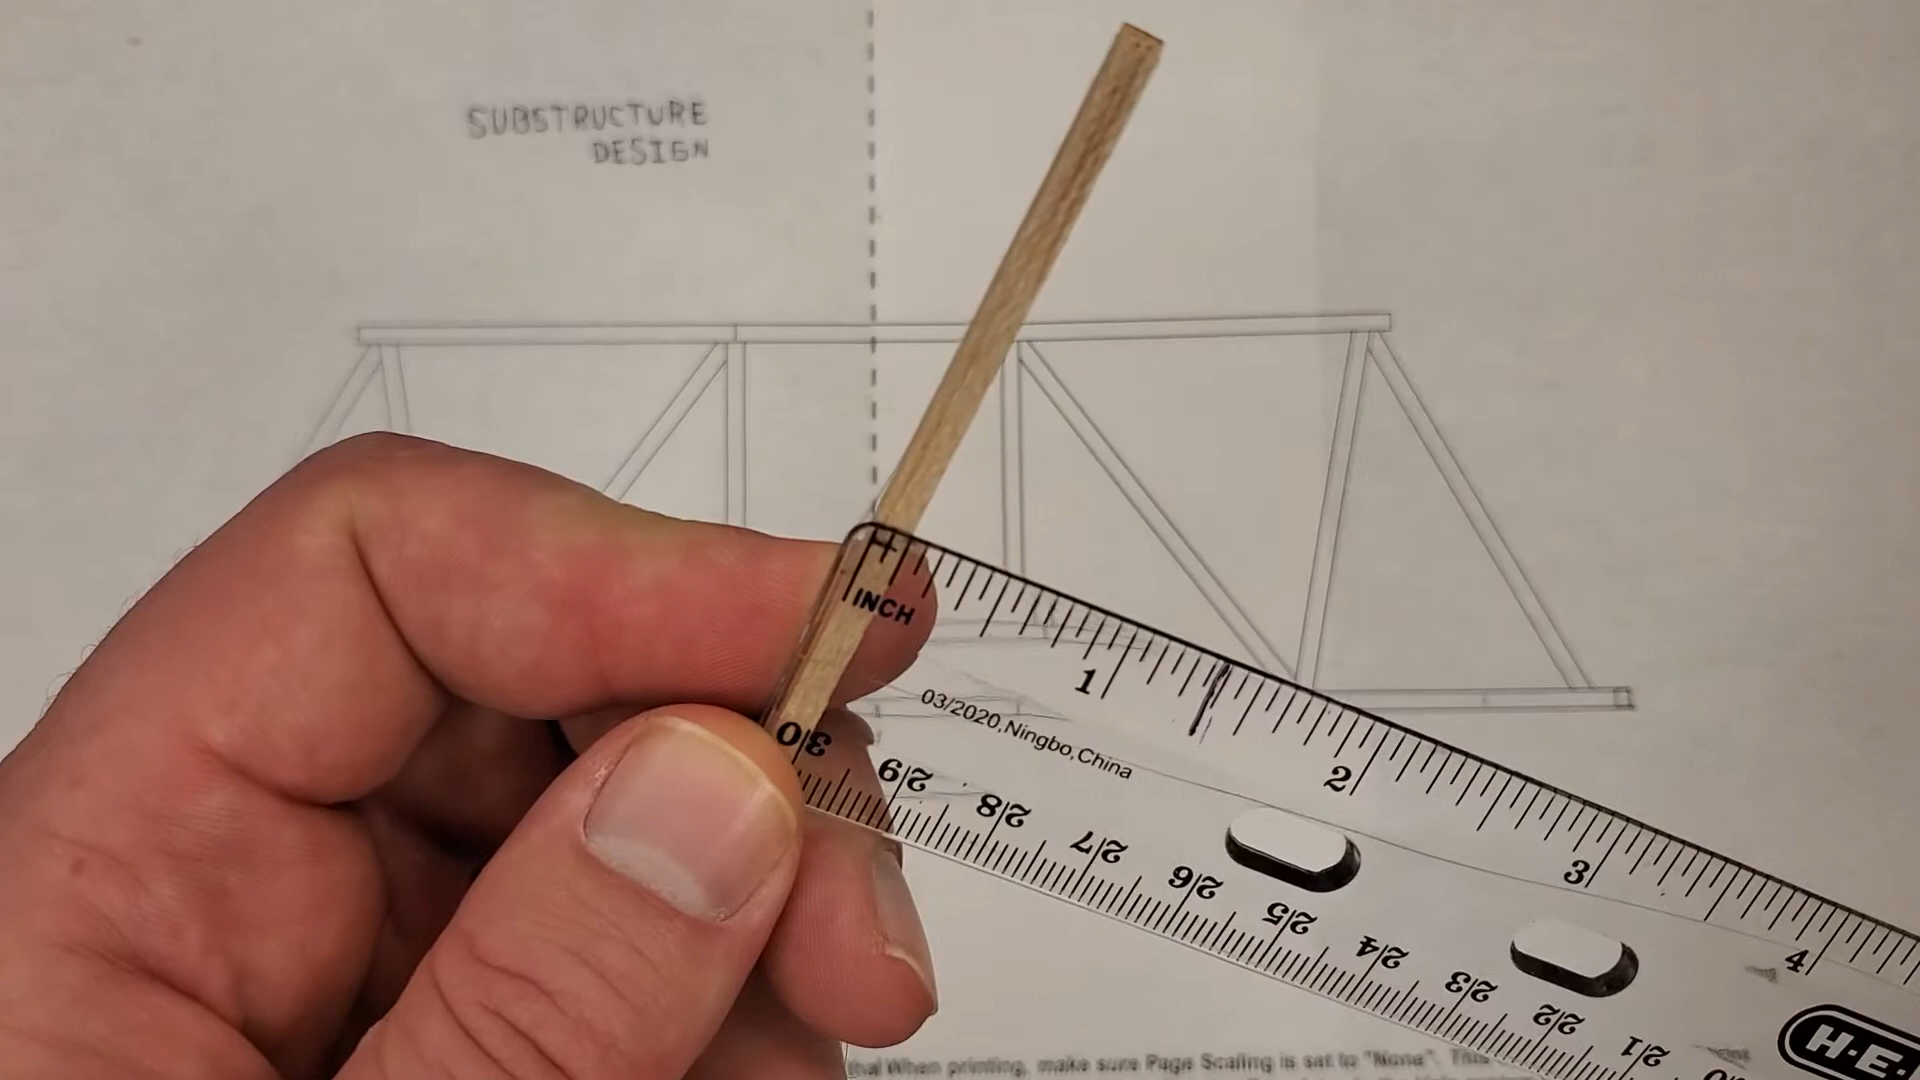 SUBSTRUCTURE
DESIGN
INCH
1
2
3
4
03/2020,Ningbo,China
30
29
28
27
26
25
24
23
22
21
H-E-
When printing, make sure Page Scaling is set to "None". This